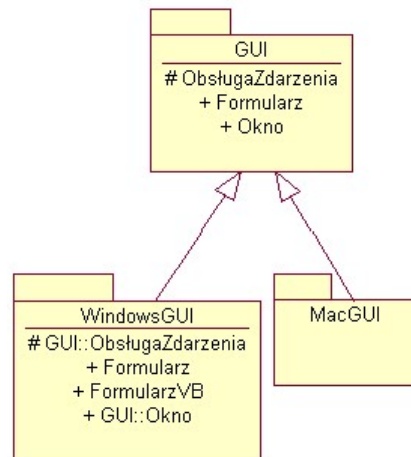 GUI
# ObsługaZdarzenia
+ Formularz
+ Okno
WindowsGUI
# GUI::ObsługaZdarzenia
+ Formularz
+ FormularzVB
+ GUI::Okno
MacGUI